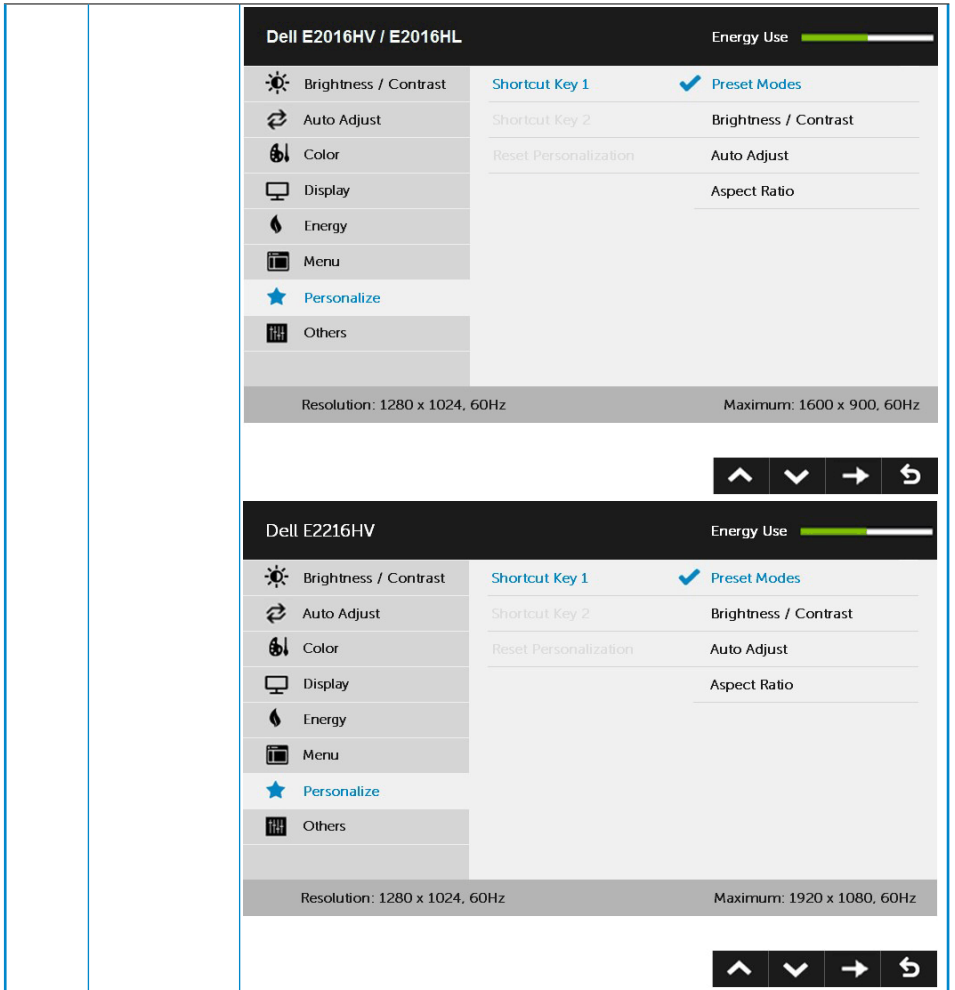 Dell E2016HV / E2016HL Energy Use
Brightness / Contrast Shortcut Key 1 Preset Modes
Auto Adjust Shortcut Key 2 Brightness / Contrast
Color Reset Personalization Auto Adjust
Display Aspect Ratio
Energy
Menu
Personalize
Others
Resolution: 1280 x 1024, 60Hz Maximum: 1600 x 900, 60Hz
Dell E2216HV Energy Use
Brightness / Contrast Shortcut Key 1 Preset Modes
Auto Adjust Shortcut Key 2 Brightness / Contrast
Color Reset Personalization Auto Adjust
Display Aspect Ratio
Energy
Menu
Personalize
Others
Resolution: 1280 x 1024, 60Hz Maximum: 1920 x 1080, 60Hz